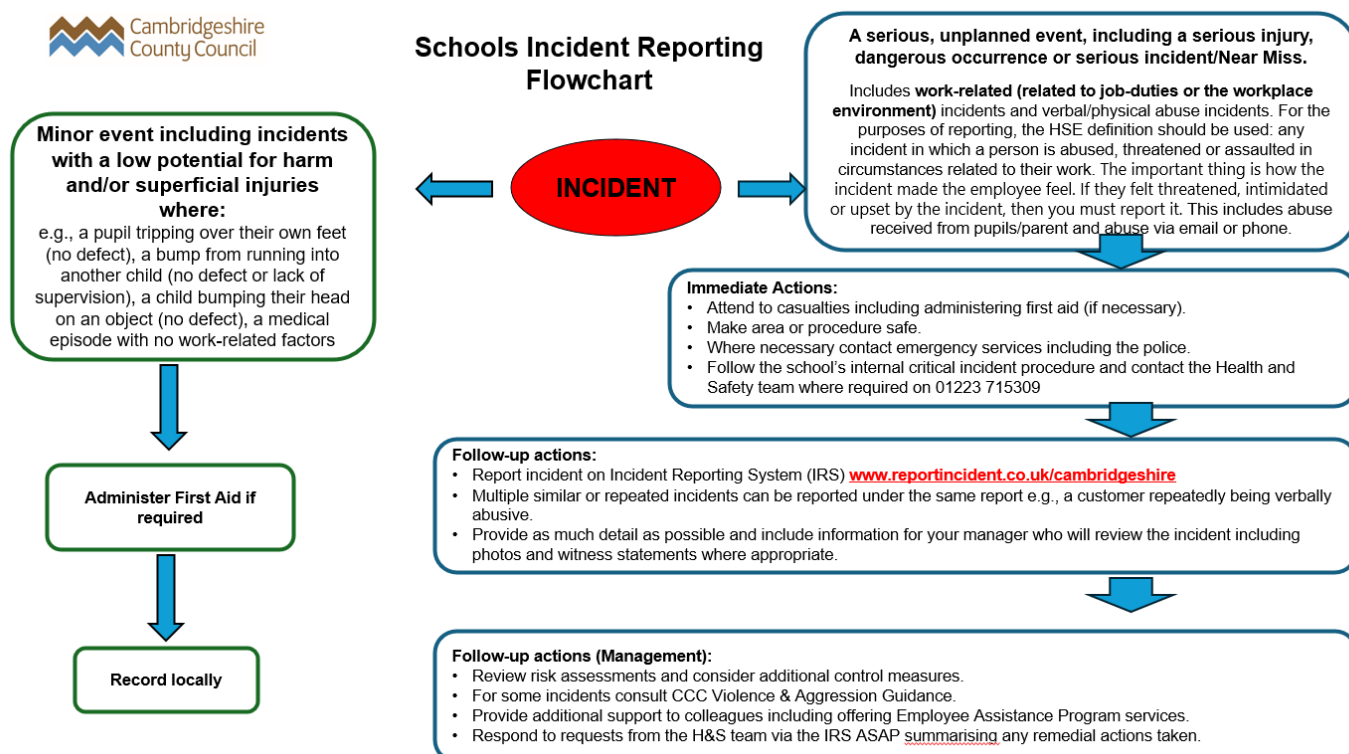 Cambridgeshire
County Council
Schools Incident Reporting
Flowchart
INCIDENT
Minor event including incidents
with a low potential for harm
and/or superficial injuries
where:
e.g., a pupil tripping over their own feet
(no defect), a bump from running into
another child (no defect or lack of
supervision), a child bumping their head
on an object (no defect), a medical
episode with no work-related factors
Administer First Aid if
required
Record locally
A serious, unplanned event, including a serious injury,
dangerous occurrence or serious incident/Near Miss.
Includes work-related (related to job-duties or the workplace
environment) incidents and verbal/physical abuse incidents. For the
purposes of reporting, the HSE definition should be used: any
incident in which a person is abused, threatened or assaulted in
circumstances related to their work. The important thing is how the
incident made the employee feel. If they felt threatened, intimidated
or upset by the incident, then you must report it. This includes abuse
received from pupils/parent and abuse via email or phone.
Immediate Actions:
• Attend to casualties including administering first aid (if necessary).
• Make area or procedure safe.
• Where necessary contact emergency services including the police.
• Follow the school's internal critical incident procedure and contact the Health and
Safety team where required on 01223 715309
Follow-up actions:
• Report incident on Incident Reporting System (IRS) www.reportincident.co.uk/cambridgeshire
• Multiple similar or repeated incidents can be reported under the same report e.g., a customer repeatedly being verbally
abusive.
• Provide as much detail as possible and include information for your manager who will review the incident including
photos and witness statements where appropriate.
Follow-up actions (Management):
• Review risk assessments and consider additional control measures.
• For some incidents consult CCC Violence & Aggression Guidance.
• Provide additional support to colleagues including offering Employee Assistance Program services.
• Respond to requests from the H&S team via the IRS ASAP summarising any remedial actions taken.